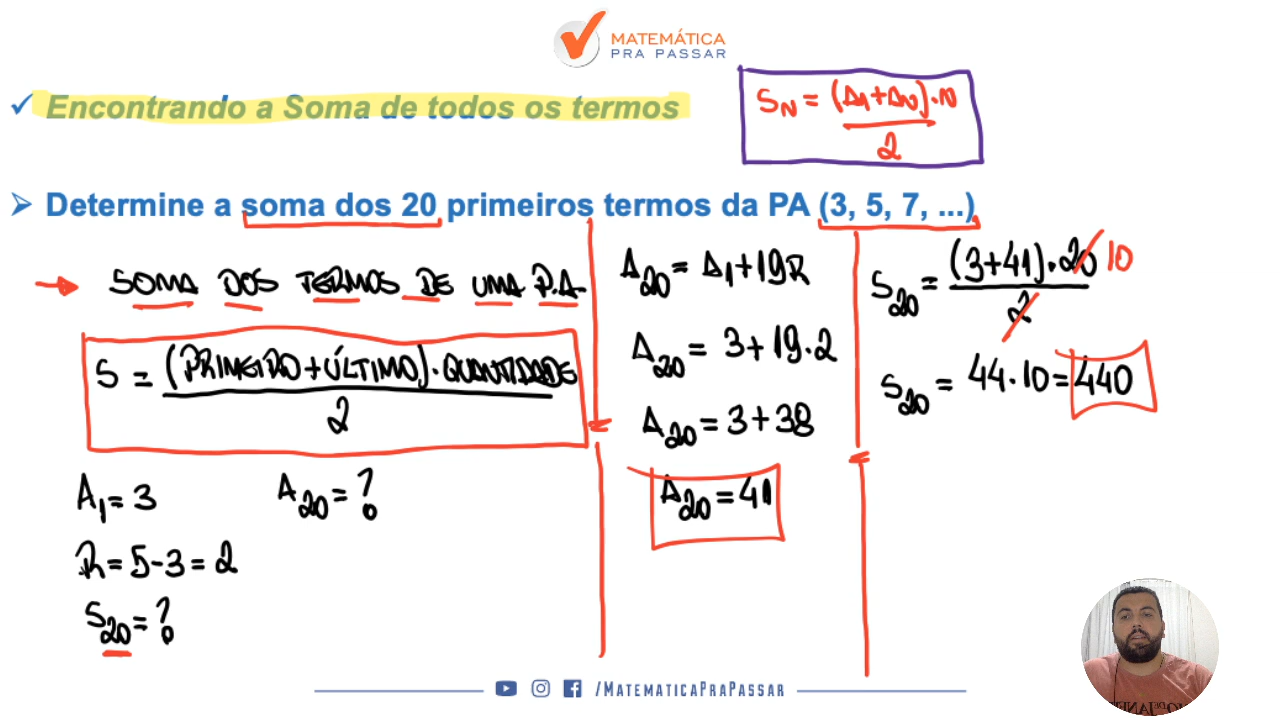 MATEMÁTICA
PRA PASSAR
✓ Encontrando a Soma de todos os termos
SN = (A1+AN)·N
2
➢ Determine a soma dos 20 primeiros termos da PA (3, 5, 7, ...)
→ SOMA DOS TERMOS DE UMA P.A.
S = (PRIMEIRO+ÚLTIMO)·QUANTIDADE
2
A1 = 3
A20 = ?
R = 5-3 = 2
S20 = ?
A20 = A1+19R
A20 = 3+19.2
A20 = 3+38
A20 = 41
S20 = (3+41)·20 10
2
S20 = 44·10 = 440
/MATEMATICAPRAPASSAR